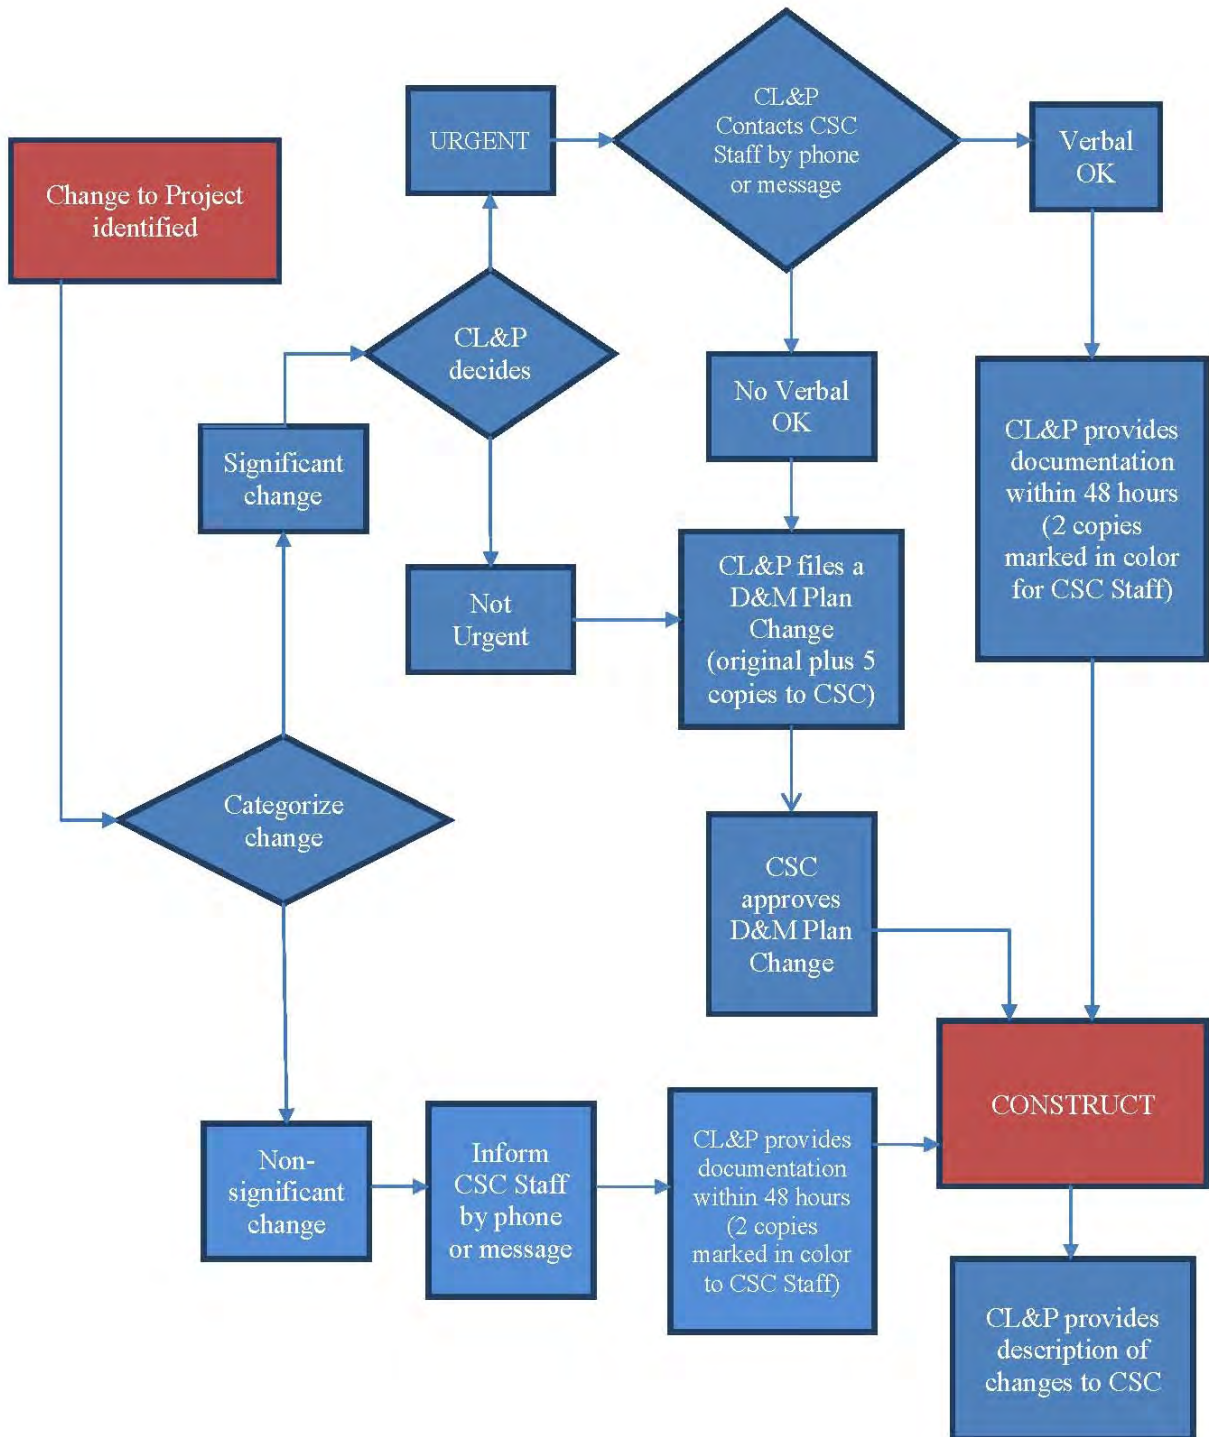 Change to Project
identified
URGENT
CL&P
Contacts CSC
Staff by phone
or message
Verbal
OK
CL&P
decides
No Verbal
OK
Significant
change
CL&P provides
documentation
within 48 hours
(2 copies
marked in color
for CSC Staff)
Not
Urgent
CL&P files a
D&M Plan
Change
(original plus 5
copies to CSC)
Categorize
change
CSC
approves
D&M Plan
Change
CONSTRUCT
Non-
significant
change
Inform
CSC Staff
by phone
or message
CL&P provides
documentation
within 48 hours
(2 copies
marked in color
to CSC Staff)
CL&P provides
description of
changes to CSC